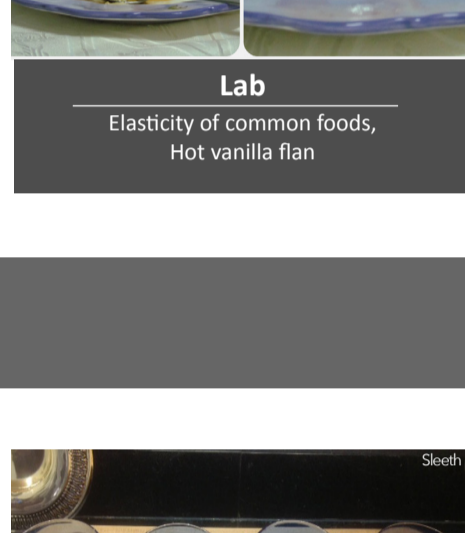 Lab
Elasticity of common foods,
Hot vanilla flan
Sleeth